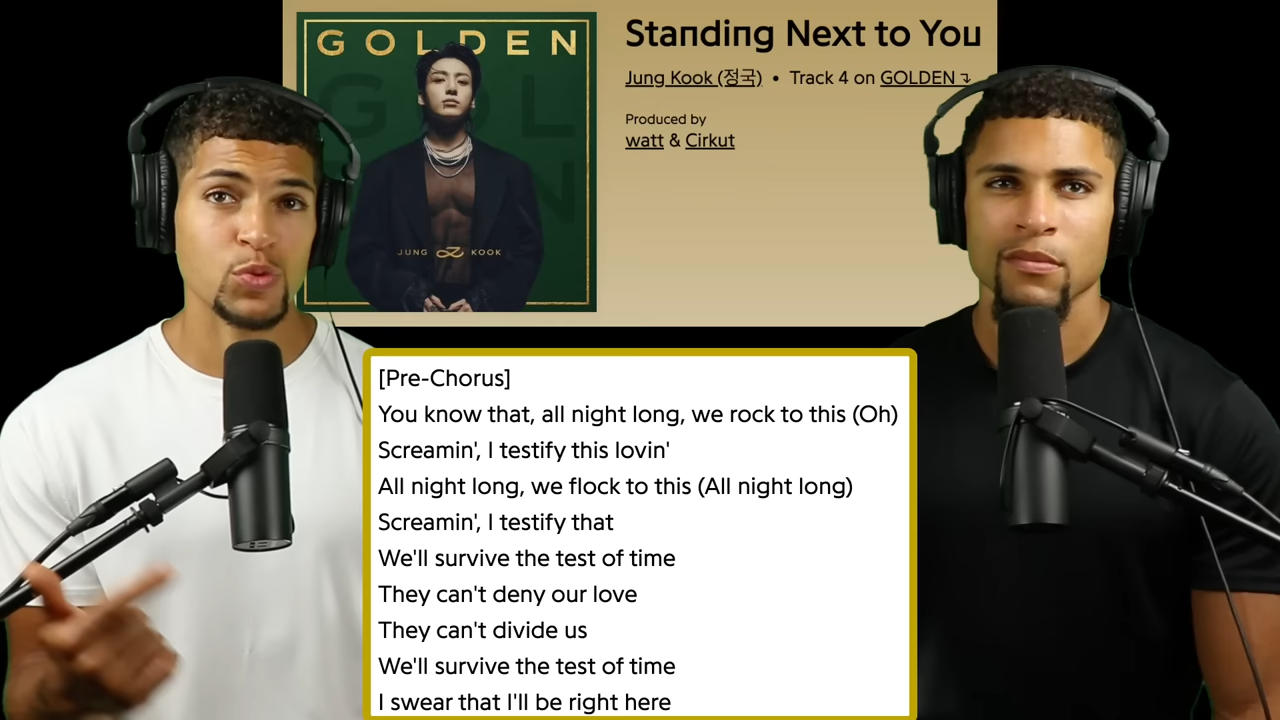 GOLDEN
JUNG KOOK
Standing Next to You
Jung Kook (정국) • Track 4 on GOLDEN
Produced by
watt & Cirkut
[Pre-Chorus]
You know that, all night long, we rock to this (Oh)
Screamin', I testify this lovin'
All night long, we flock to this (All night long)
Screamin', I testify that
We'll survive the test of time
They can't deny our love
They can't divide us
We'll survive the test of time
I swear that I'll be right here